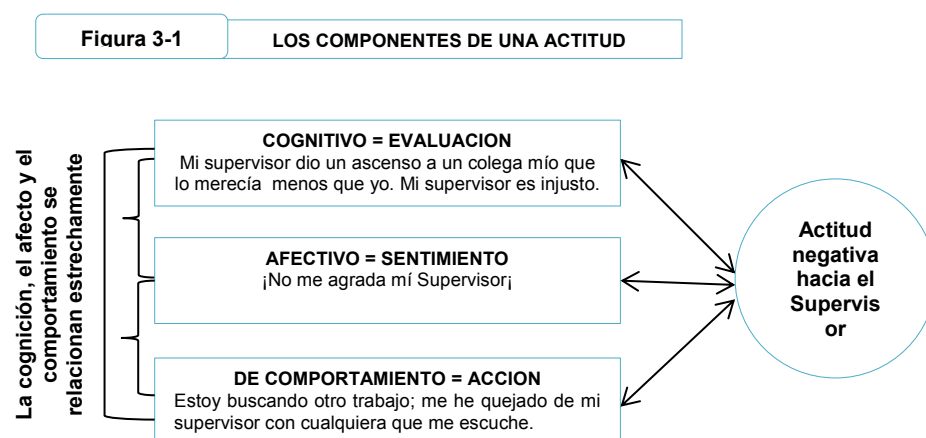 Figura 3-1
LOS COMPONENTES DE UNA ACTITUD
La cognición, el afecto y el
comportamiento se
relacionan estrechamente
COGNITIVO = EVALUACION
Mi supervisor dio un ascenso a un colega mío que
lo merecía menos que yo. Mi supervisor es injusto.
AFECTIVO = SENTIMIENTO
¡No me agrada mí Supervisor¡
DE COMPORTAMIENTO = ACCION
Estoy buscando otro trabajo; me he quejado de mi
supervisor con cualquiera que me escuche.
Actitud
negativa
hacia el
Supervis
or